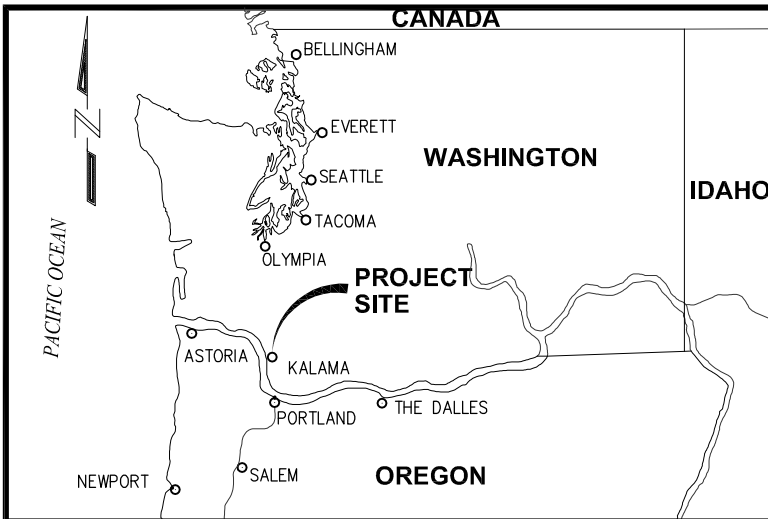 CANADA
BELLINGHAM
N
EVERETT
WASHINGTON
SEATTLE
IDAHO
TACOMA
PACIFIC OCEAN
OLYMPIA
PROJECT
SITE
ASTORIA
KALAMA
PORTLAND
THE DALLES
SALEM
OREGON
NEWPORT